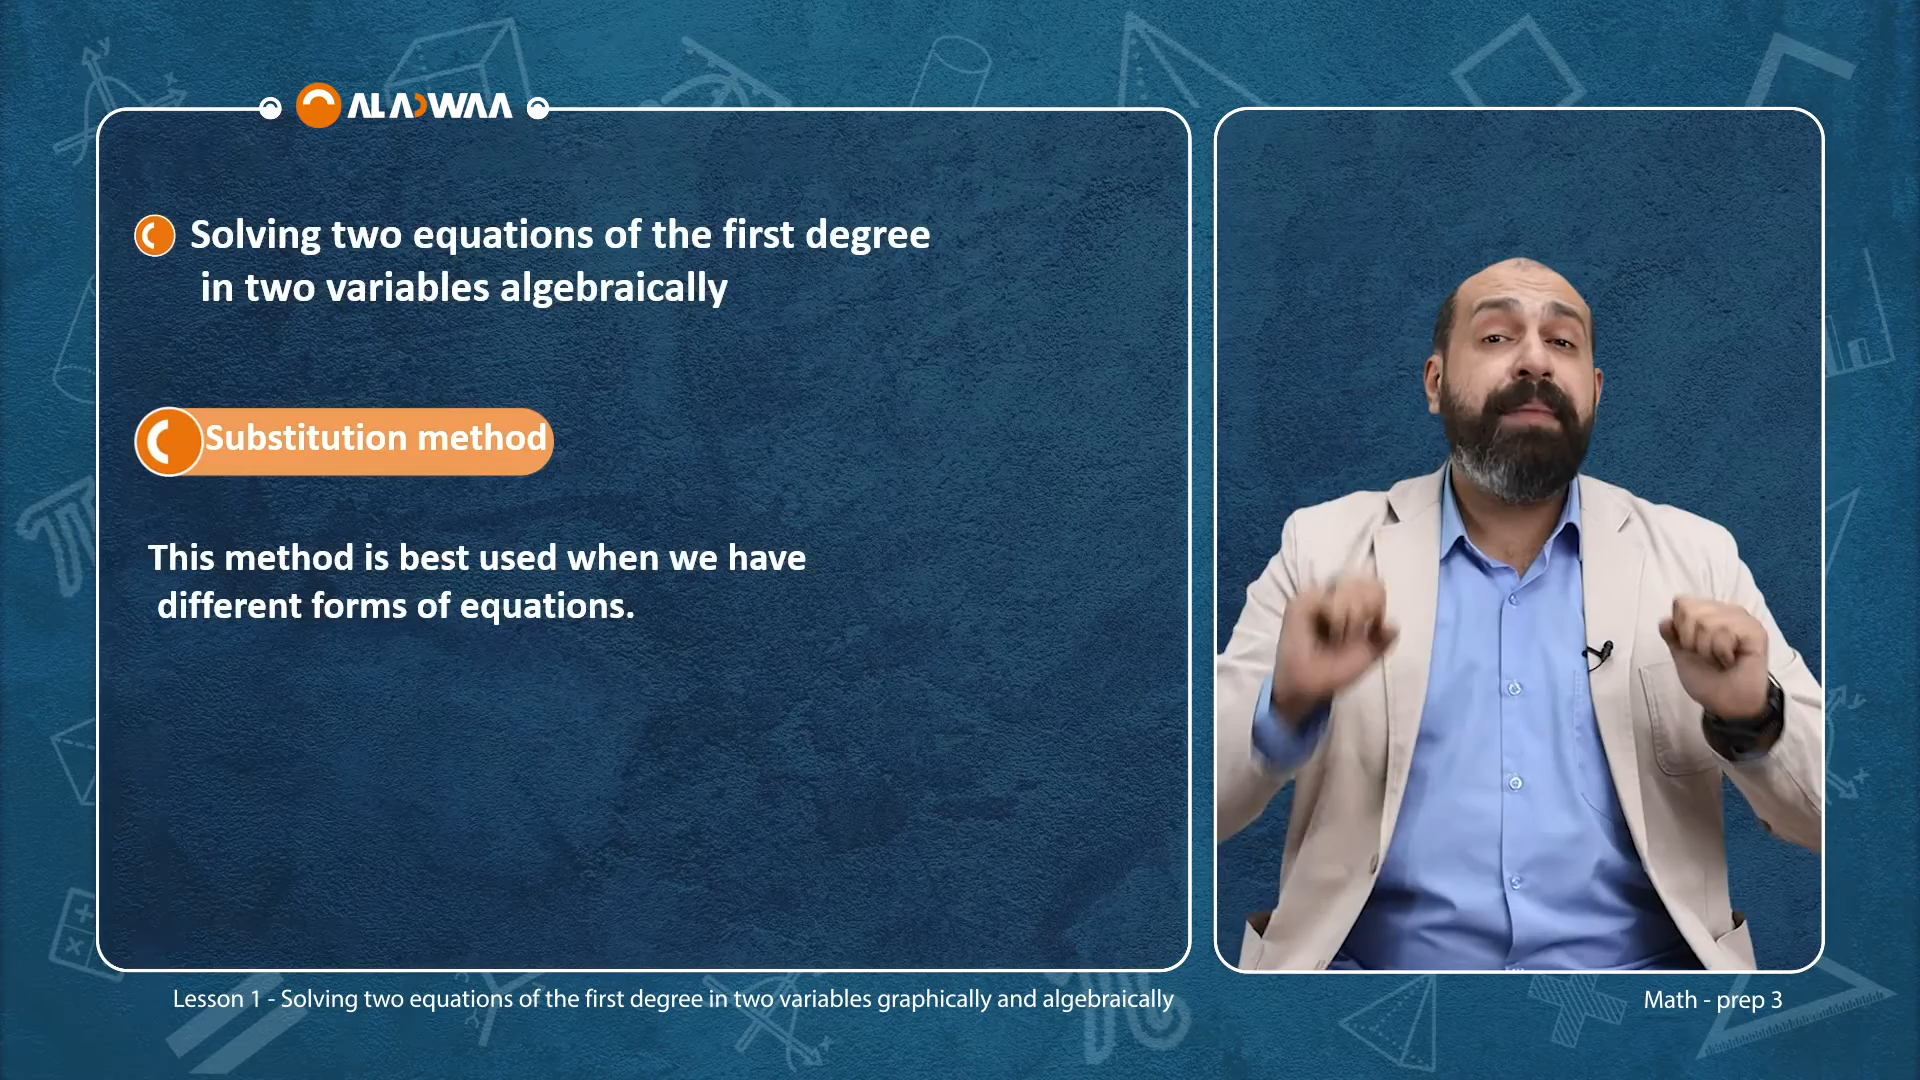 ALADWAA
Solving two equations of the first degree
in two variables algebraically
Substitution method
This method is best used when we have
different forms of equations.
Lesson 1 - Solving two equations of the first degree in two variables graphically and algebraically
Math - prep 3